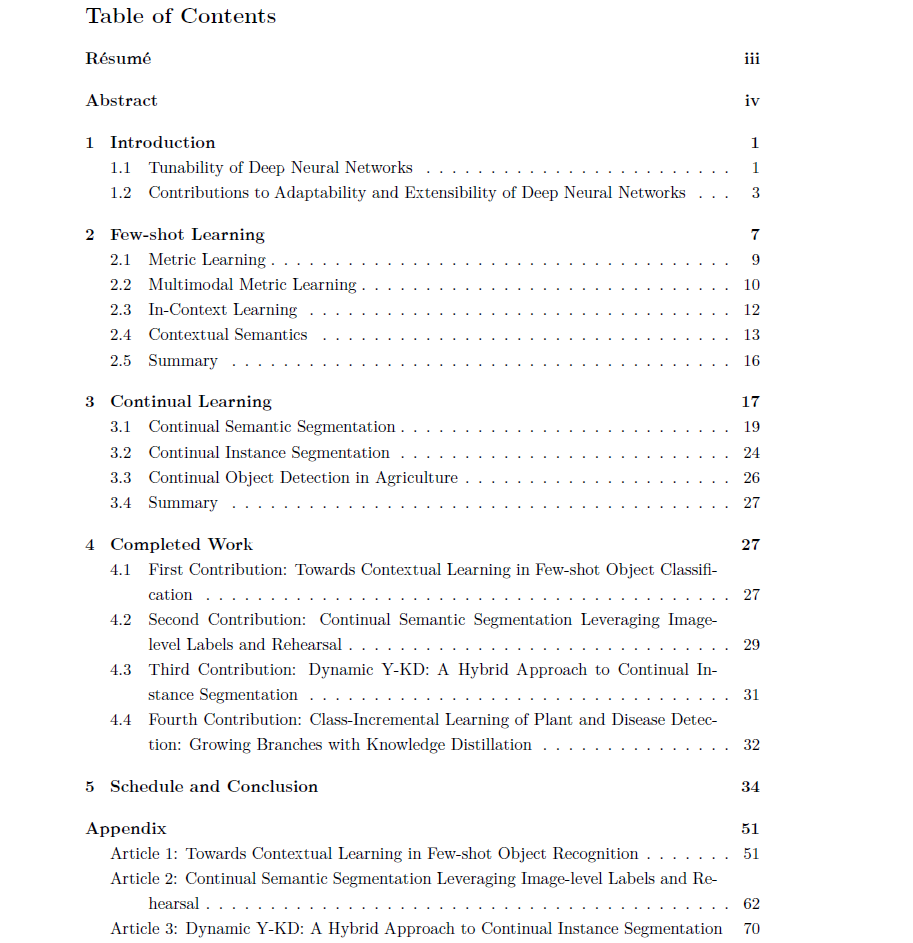 Table of Contents
Résumé iii
Abstract iv
1 Introduction 1
1.1 Tunability of Deep Neural Networks . . . . . . . . . . . . . . . . . . . . . . . . 1
1.2 Contributions to Adaptability and Extensibility of Deep Neural Networks . . . 3
2 Few-shot Learning 7
2.1 Metric Learning . . . . . . . . . . . . . . . . . . . . . . . . . . . . . . . . . . . . 9
2.2 Multimodal Metric Learning . . . . . . . . . . . . . . . . . . . . . . . . . . . . . 10
2.3 In-Context Learning . . . . . . . . . . . . . . . . . . . . . . . . . . . . . . . . . 12
2.4 Contextual Semantics . . . . . . . . . . . . . . . . . . . . . . . . . . . . . . . . 13
2.5 Summary . . . . . . . . . . . . . . . . . . . . . . . . . . . . . . . . . . . . . . . 16
3 Continual Learning 17
3.1 Continual Semantic Segmentation . . . . . . . . . . . . . . . . . . . . . . . . . . 19
3.2 Continual Instance Segmentation . . . . . . . . . . . . . . . . . . . . . . . . . . 24
3.3 Continual Object Detection in Agriculture . . . . . . . . . . . . . . . . . . . . . 26
3.4 Summary . . . . . . . . . . . . . . . . . . . . . . . . . . . . . . . . . . . . . . . 27
4 Completed Work 27
4.1 First Contribution: Towards Contextual Learning in Few-shot Object Classifi-
cation . . . . . . . . . . . . . . . . . . . . . . . . . . . . . . . . . . . . . . . . . 27
4.2 Second Contribution: Continual Semantic Segmentation Leveraging Image-
level Labels and Rehearsal . . . . . . . . . . . . . . . . . . . . . . . . . . . . . . 29
4.3 Third Contribution: Dynamic Y-KD: A Hybrid Approach to Continual In-
stance Segmentation . . . . . . . . . . . . . . . . . . . . . . . . . . . . . . . . . 31
4.4 Fourth Contribution: Class-Incremental Learning of Plant and Disease Detec-
tion: Growing Branches with Knowledge Distillation . . . . . . . . . . . . . . . 32
5 Schedule and Conclusion 34
Appendix 51
Article 1: Towards Contextual Learning in Few-shot Object Recognition . . . . . . . 51
Article 2: Continual Semantic Segmentation Leveraging Image-level Labels and Re-
hearsal . . . . . . . . . . . . . . . . . . . . . . . . . . . . . . . . . . . . . . . . . 62
Article 3: Dynamic Y-KD: A Hybrid Approach to Continual Instance Segmentation 70